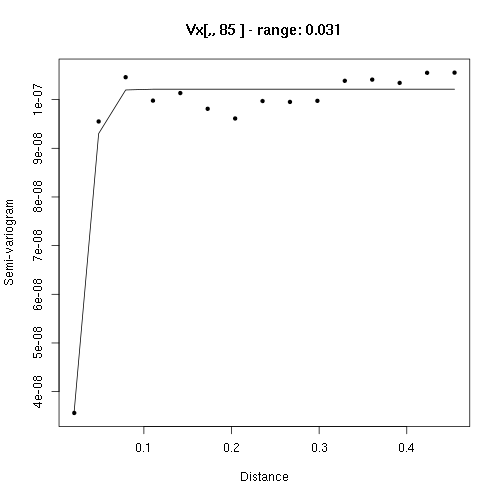 Vx[,, 85 ] - range: 0.031
1e-07
9e-08
8e-08
7e-08
6e-08
5e-08
4e-08
Semi-variogram
0.1 0.2 0.3 0.4
Distance